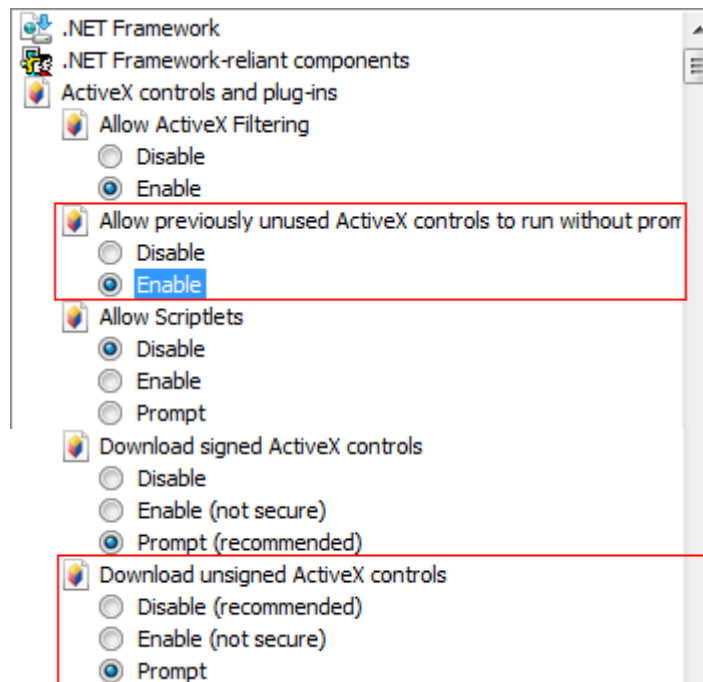 .NET Framework
.NET Framework-reliant components
ActiveX controls and plug-ins
Allow ActiveX Filtering
Disable
Enable
Allow previously unused ActiveX controls to run without prom
Disable
Enable
Allow Scriptlets
Disable
Enable
Prompt
Download signed ActiveX controls
Disable
Enable (not secure)
Prompt (recommended)
Download unsigned ActiveX controls
Disable (recommended)
Enable (not secure)
Prompt